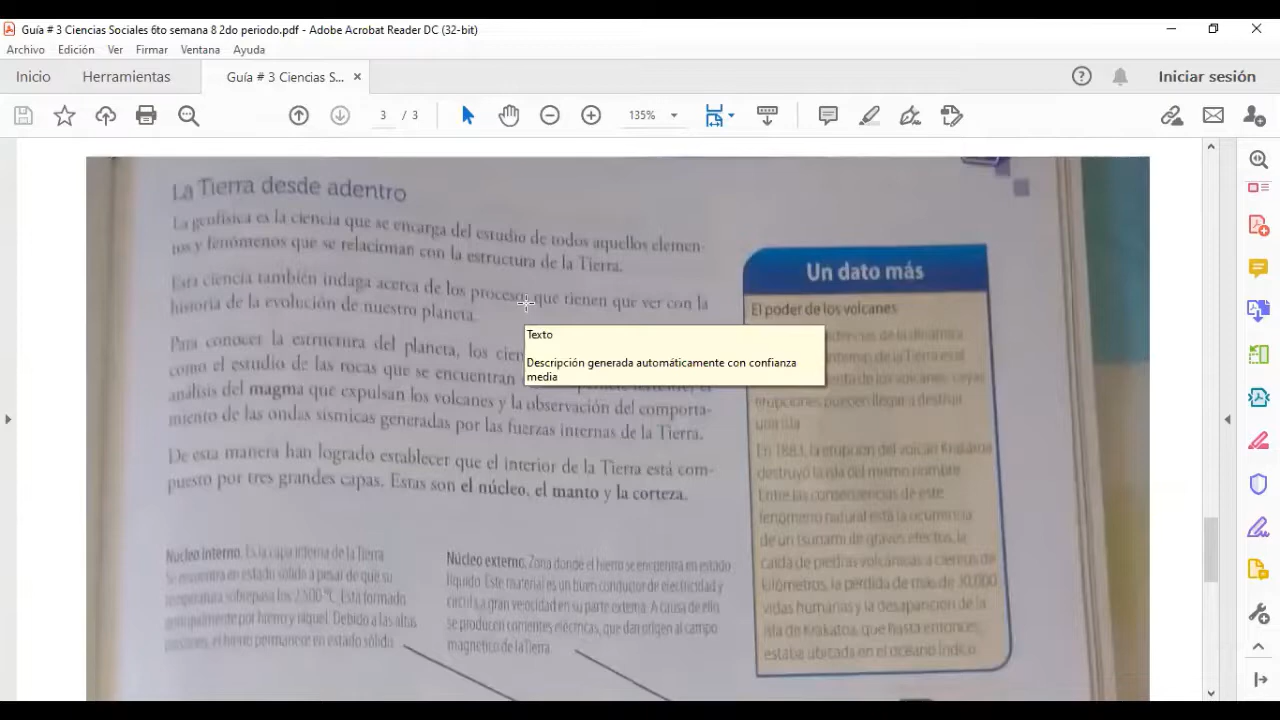 Guía # 3 Ciencias Sociales 6to semana 8 2do periodo.pdf - Adobe Acrobat Reader DC (32-bit)
Archivo Edición Ver Firmar Ventana Ayuda
Inicio Herramientas Guía # 3 Ciencias S... Iniciar sesión
3 / 3 135%
La Tierra desde adentro
La geofísica es la ciencia que se encarga del estudio de todos aquellos elemen-
tos y fenómenos que se relacionan con la estructura de la Tierra.
Esta ciencia también indaga acerca de los procesos que tienen que ver con la
historia de la evolución de nuestro planeta.
Para conocer la estructura del planeta, los
como el estudio de las rocas que se encuentran
análisis del magma que expulsan los volcanes y la observación del comporta-
miento de las ondas sísmicas generadas por las fuerzas internas de la Tierra.
De esta manera han logrado establecer que el interior de la Tierra está com-
puesto por tres grandes capas. Estas son el núcleo, el manto y la corteza.
Texto
Descripción generada automáticamente con confianza
media
Núcleo interno. Es la capa interna de la Tierra
Se encuentra en estado sólido a pesar de que su
temperatura sobrepasa los Está formado
principalmente por hierro y níquel. Debido a las altas
presiones, el hierro permanece en estado sólido.
Núcleo externo. Zona donde el hierro se encuentra en estado
líquido. Este material es buen conductor de electricidad y
circula a gran velocidad en su parte externa. A causa de ello
se producen corrientes eléctricas, que dan origen al campo
magnético de la Tierra.
Un dato más
El poder de los volcanes
de la dinámica
interna de la Tierra es el
de los volcanes, cuyas
erupciones pueden llegar a destruir
una isla.
En 1883, la erupción del volcán Krakatoa
destruyó la isla del mismo nombre.
Entre las consecuencias de este
fenómeno natural está la ocurrencia
de un tsunami de graves efectos, la
caída de piedras volcánicas a cientos de
kilómetros, la pérdida de más de 30.000
vidas humanas y la desaparición de la
isla de Krakatoa, que hasta entonces
estaba ubicada en el océano Índico.